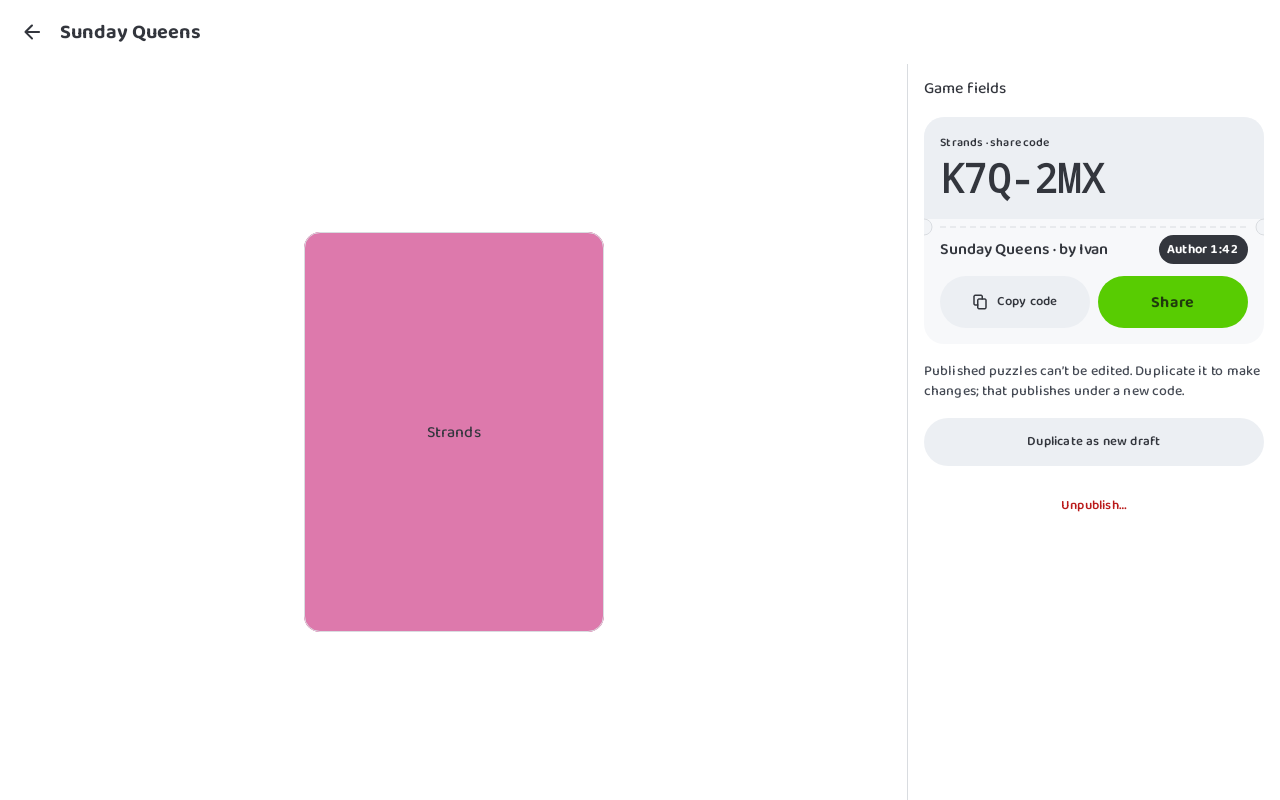 Sunday Queens
Game fields
Strands · share code
K7Q-2MX
Sunday Queens · by Ivan
Author 1:42
Copy code
Share
Strands
Published puzzles can't be edited. Duplicate it to make
changes; that publishes under a new code.
Duplicate as new draft
Unpublish…